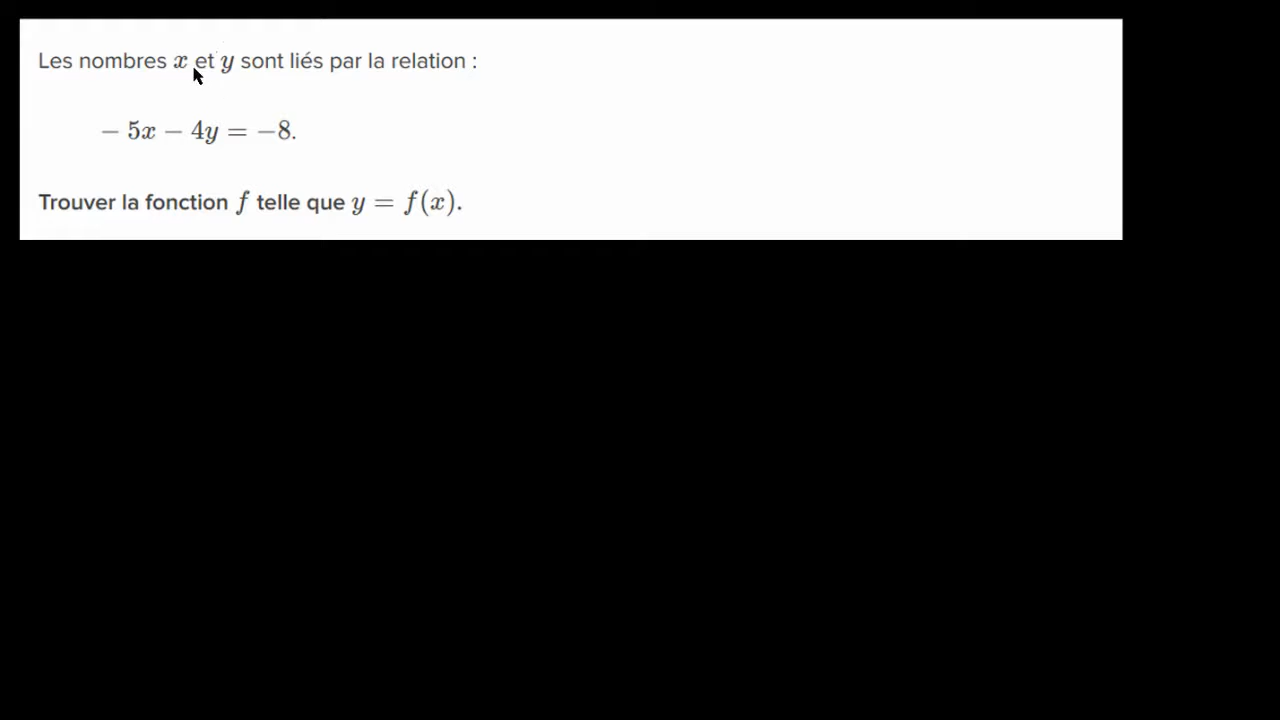 Les nombres x et y sont liés par la relation :
− 5x − 4y = −8.
Trouver la fonction f telle que y = f(x).